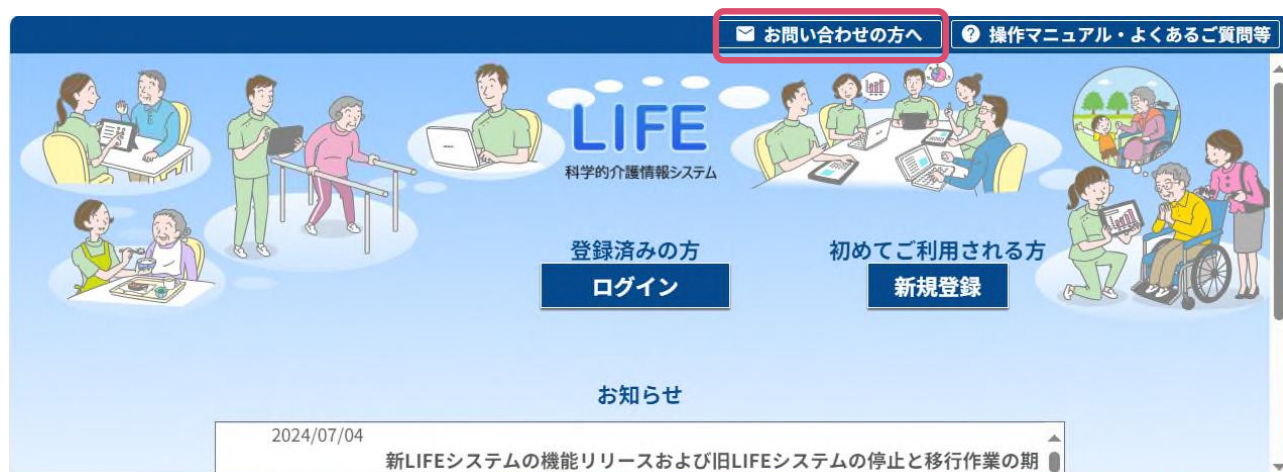 お問い合わせの方へ
操作マニュアル・よくあるご質問等
LIFE
科学的介護情報システム
登録済みの方
初めてご利用される方
ログイン
新規登録
お知らせ
2024/07/04
新LIFEシステムの機能リリースおよび旧LIFEシステムの停止と移行作業の期